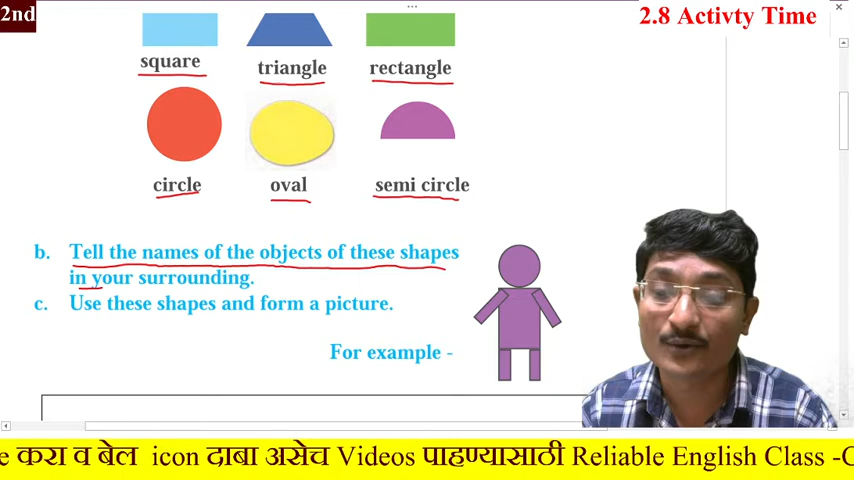 2nd
2.8 Activty Time
square triangle rectangle
circle oval semi circle
b. Tell the names of the objects of these shapes
in your surrounding.
c. Use these shapes and form a picture.
For example -
करा व बेल icon दाबा असेच Videos पाहण्यासाठी Reliable English Class